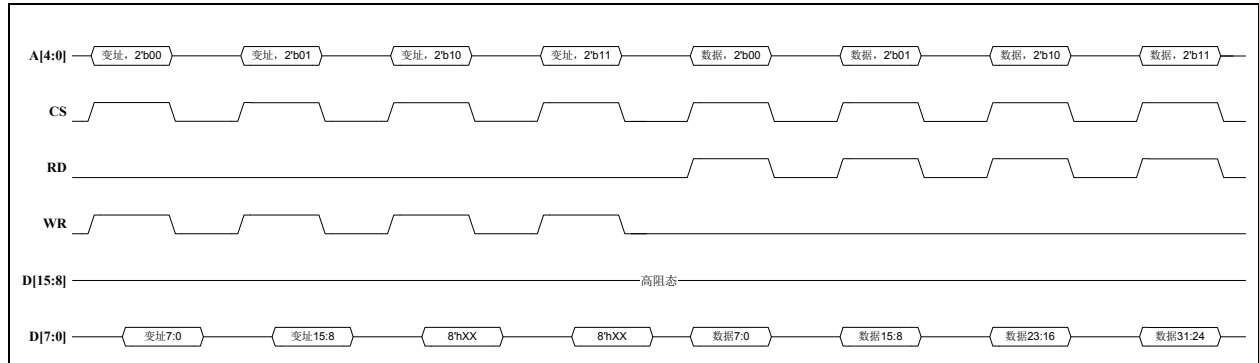 A[4:0] 变址，2'b00 变址，2'b01 变址，2'b10 变址，2'b11 数据，2'b00 数据，2'b01 数据，2'b10 数据，2'b11
CS
RD
WR
D[15:8] 高阻态
D[7:0] 变址7:0 变址15:8 8'hXX 8'hXX 数据7:0 数据15:8 数据23:16 数据31:24